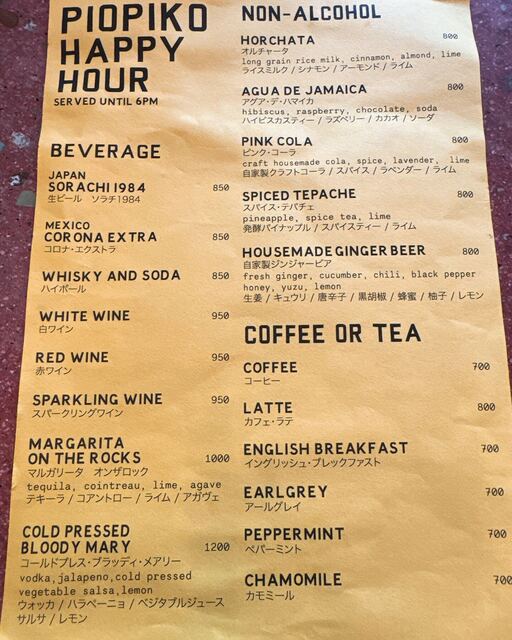 PIOPIKO
HAPPY
HOUR
SERVED UNTIL 6PM
BEVERAGE
JAPAN
SORACHI 1984 850
生ビール ソラチ1984
MEXICO
CORONA EXTRA 850
コロナ・エクストラ
WHISKY AND SODA 850
ハイボール
WHITE WINE 950
白ワイン
RED WINE 950
赤ワイン
SPARKLING WINE 950
スパークリングワイン
MARGARITA
ON THE ROCKS 1000
マルガリータ オンザロック
tequila, cointreau, lime, agave
テキーラ / コアントロー / ライム / アガヴェ
COLD PRESSED
BLOODY MARY 1200
コールドプレス・ブラッディ・メアリー
vodka,jalapeno,cold pressed
vegetable salsa,lemon
ウォッカ / ハラペーニョ / ベジタブルジュース
サルサ / レモン
NON-ALCOHOL
HORCHATA 800
オルチャータ
long grain rice milk, cinnamon, almond, lime
ライスミルク / シナモン / アーモンド / ライム
AGUA DE JAMAICA 800
アグア・デ・ハマイカ
hibiscus, raspberry, chocolate, soda
ハイビスカスティー / ラズベリー / カカオ / ソーダ
PINK COLA 800
ピンク・コーラ
craft housemade cola, spice, lavender, lime
自家製クラフトコーラ / スパイス / ラベンダー / ライム
SPICED TEPACHE 800
スパイス・テパチェ
pineapple, spice tea, lime
発酵パイナップル / スパイスティー / ライム
HOUSEMADE GINGER BEER 800
自家製ジンジャービア
fresh ginger, cucumber, chili, black pepper
honey, yuzu, lemon
生姜 / キュウリ / 唐辛子 / 黒胡椒 / 蜂蜜 / 柚子 / レモン
COFFEE OR TEA
COFFEE 700
コーヒー
LATTE 800
カフェ・ラテ
ENGLISH BREAKFAST 700
イングリッシュ・ブレックファスト
EARLGREY 700
アールグレイ
PEPPERMINT 700
ペパーミント
CHAMOMILE 700
カモミール